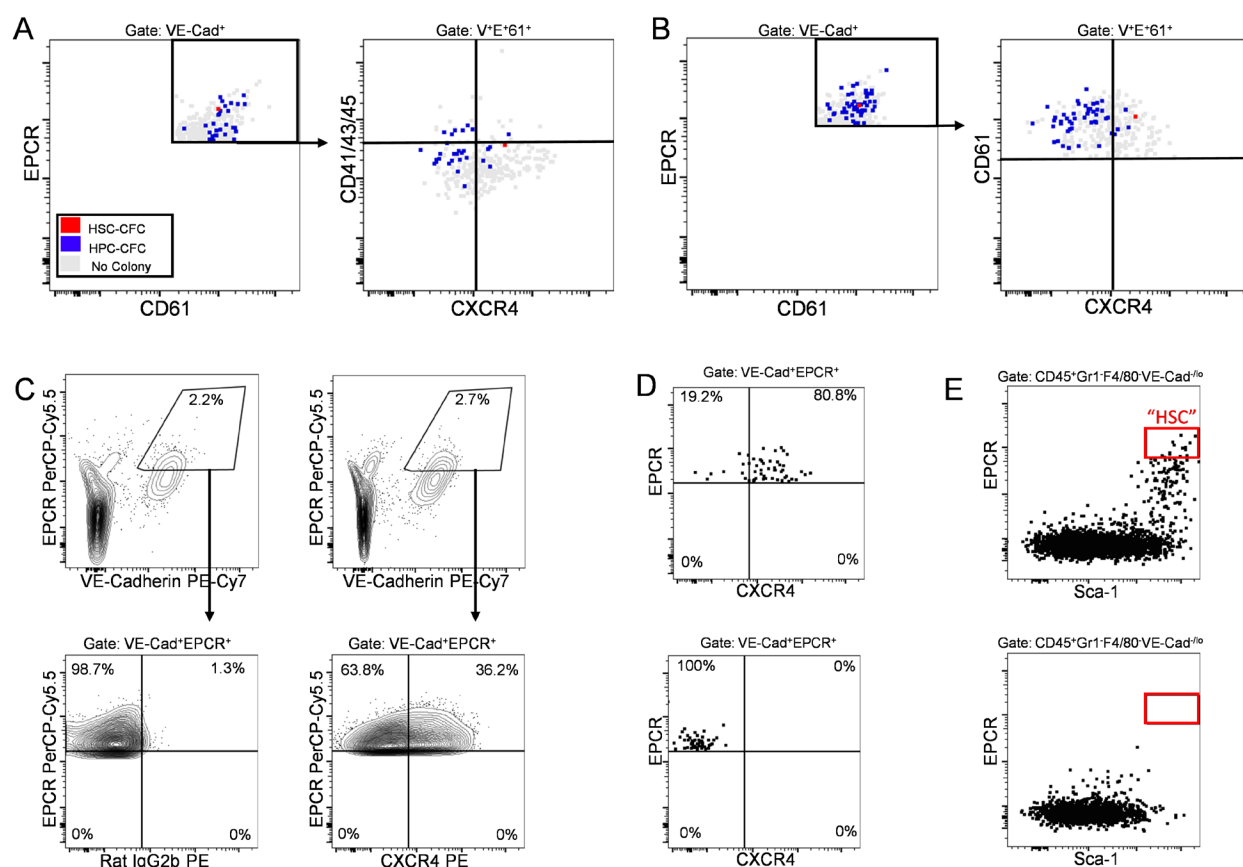 A
Gate: VE-Cad⁺
EPCR
CD61
HSC-CFC
HPC-CFC
No Colony
Gate: V⁺E⁺61⁺
CD41/43/45
CXCR4
B
Gate: VE-Cad⁺
EPCR
CD61
Gate: V⁺E⁺61⁺
CD61
CXCR4
C
2.2%
EPCR PerCP-Cy5.5
VE-Cadherin PE-Cy7
2.7%
EPCR PerCP-Cy5.5
VE-Cadherin PE-Cy7
Gate: VE-Cad⁺EPCR⁺
98.7%
1.3%
EPCR PerCP-Cy5.5
0%
0%
Rat IgG2b PE
Gate: VE-Cad⁺EPCR⁺
63.8%
36.2%
EPCR PerCP-Cy5.5
0%
0%
CXCR4 PE
D
Gate: VE-Cad⁺EPCR⁺
19.2%
80.8%
EPCR
0%
0%
CXCR4
Gate: VE-Cad⁺EPCR⁺
100%
0%
EPCR
0%
0%
CXCR4
E
Gate: CD45⁺Gr1⁻F4/80⁻VE-Cad⁻/ˡᵒ
“HSC”
EPCR
Sca-1
Gate: CD45⁺Gr1⁻F4/80⁻VE-Cad⁻/ˡᵒ
EPCR
Sca-1